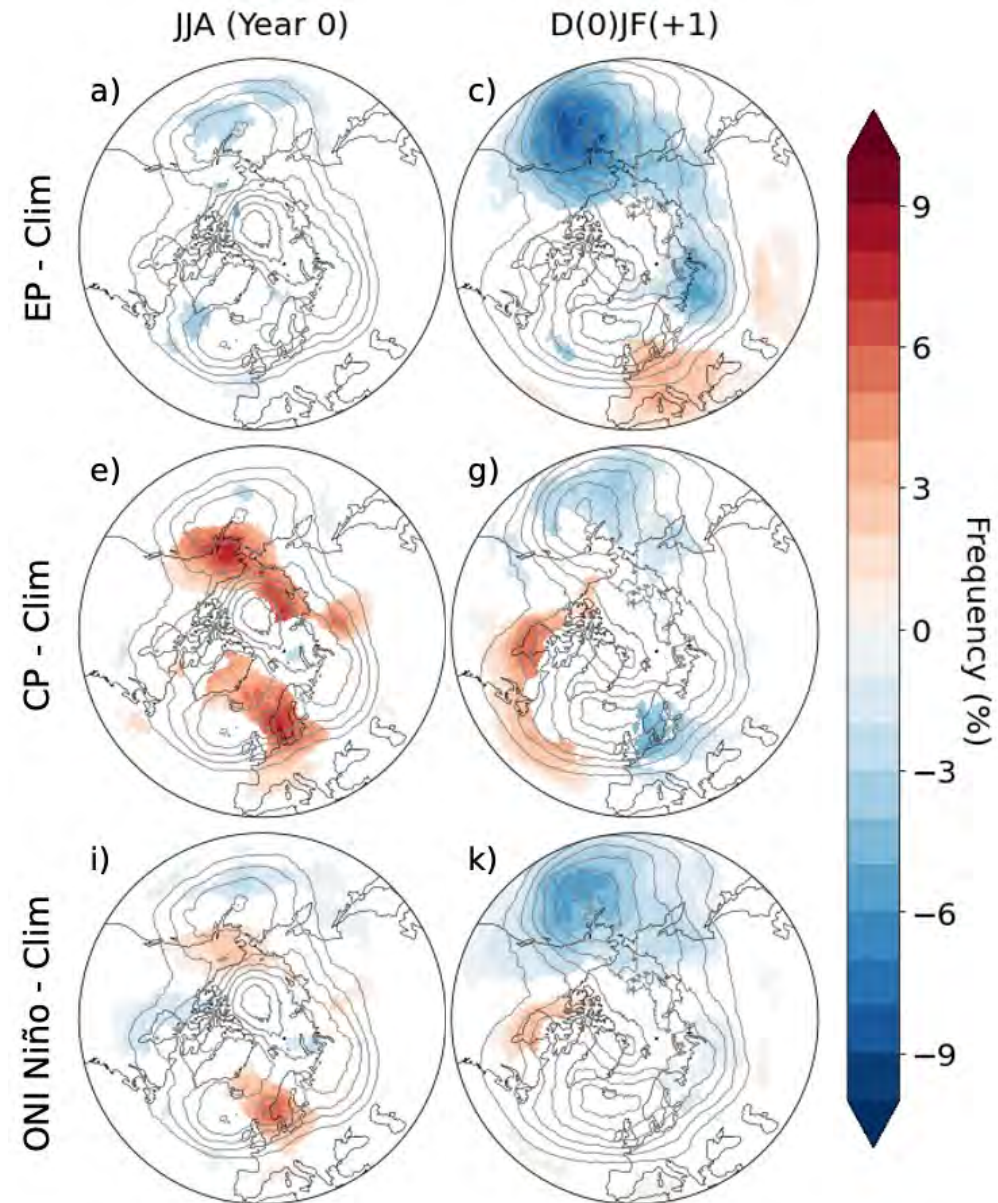 JJA (Year 0)
D(0)JF(+1)
a)
c)
EP - Clim
e)
g)
CP - Clim
i)
k)
ONI Niño - Clim
9
6
3
0
−3
−6
−9
Frequency (%)